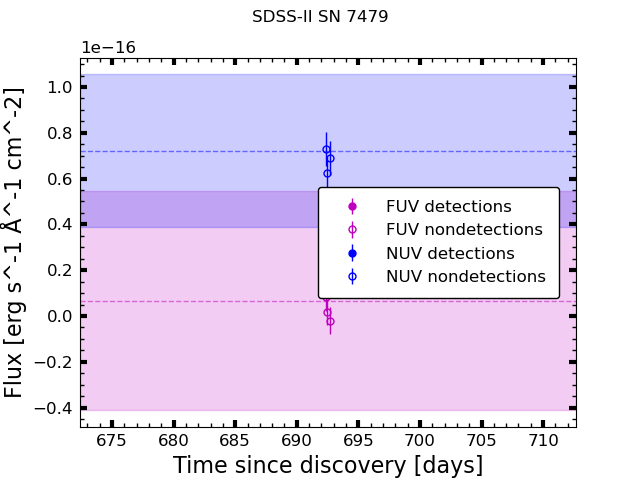 SDSS-II SN 7479
1e−16
1.0
0.8
0.6
0.4
0.2
0.0
−0.2
−0.4
Flux [erg s^-1 Å^-1 cm^-2]
FUV detections
FUV nondetections
NUV detections
NUV nondetections
675 680 685 690 695 700 705 710
Time since discovery [days]